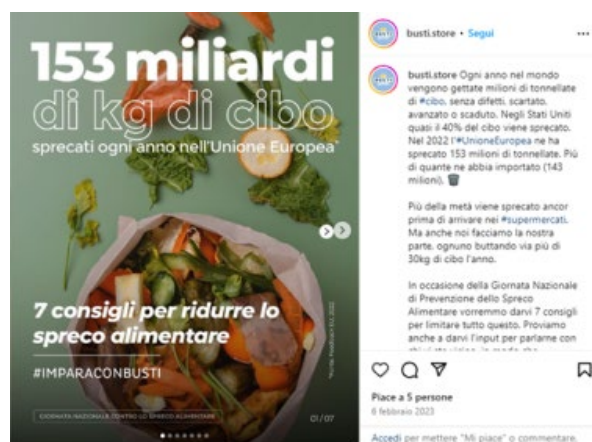 153 miliardi
di kg di cibo
sprecati ogni anno nell'Unione Europea*
7 consigli per ridurre lo
spreco alimentare
#IMPARACONBUSTI
GIORNATA NAZIONALE CONTRO LO SPRECO ALIMENTARE
01/07
busti.store • Segui
busti.store Ogni anno nel mondo
vengono gettate milioni di tonnellate
di #cibo, senza difetti, scartato,
avanzato o scaduto. Negli Stati Uniti
quasi il 40% del cibo viene sprecato.
Nel 2022 l'#UnioneEuropea ne ha
sprecato 153 milioni di tonnellate. Più
di quante ne abbia importato (143
milioni). 🗑️
Più della metà viene sprecato ancor
prima di arrivare nei #supermercati.
Ma anche noi facciamo la nostra
parte, ognuno buttando via più di
30kg di cibo l'anno.
In occasione della Giornata Nazionale
di Prevenzione dello Spreco
Alimentare vorremmo darvi 7 consigli
per limitare tutto questo. Proviamo
anche a darvi l'input per parlarne con
Piace a 5 persone
6 febbraio 2023
Accedi per mettere "Mi piace" o commentare.